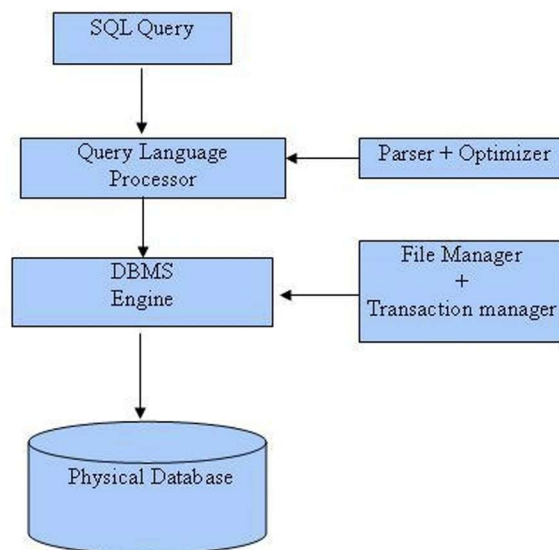 SQL Query
Query Language
Processor
Parser + Optimizer
DBMS
Engine
File Manager
+
Transaction manager
Physical Database